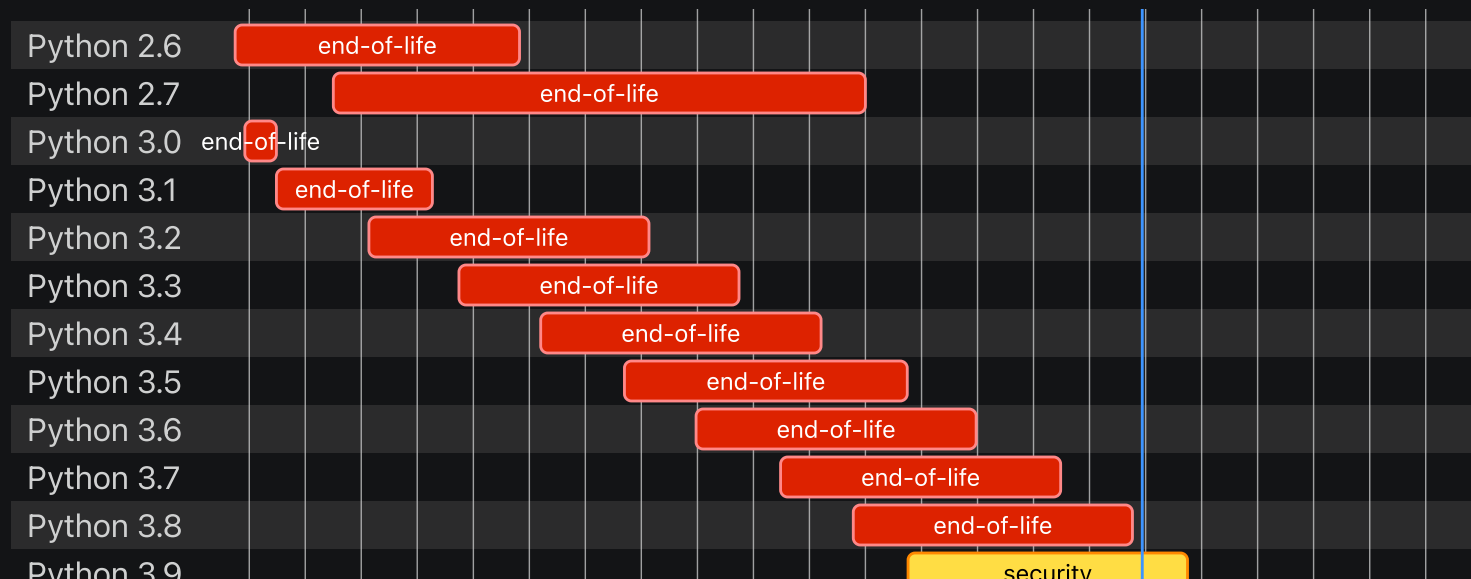 Python 2.6 end-of-life
Python 2.7 end-of-life
Python 3.0 end-of-life
Python 3.1 end-of-life
Python 3.2 end-of-life
Python 3.3 end-of-life
Python 3.4 end-of-life
Python 3.5 end-of-life
Python 3.6 end-of-life
Python 3.7 end-of-life
Python 3.8 end-of-life
Python 3.9 security